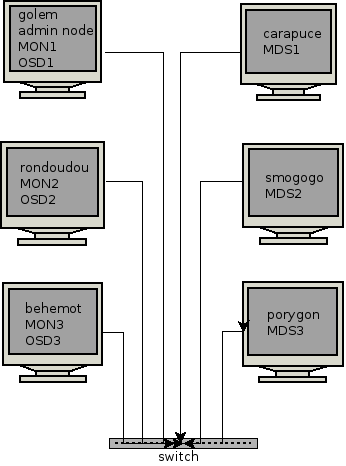 golem
admin node
MON1
OSD1
carapuce
MDS1
rondoudou
MON2
OSD2
smogogo
MDS2
behemot
MON3
OSD3
porygon
MDS3
switch